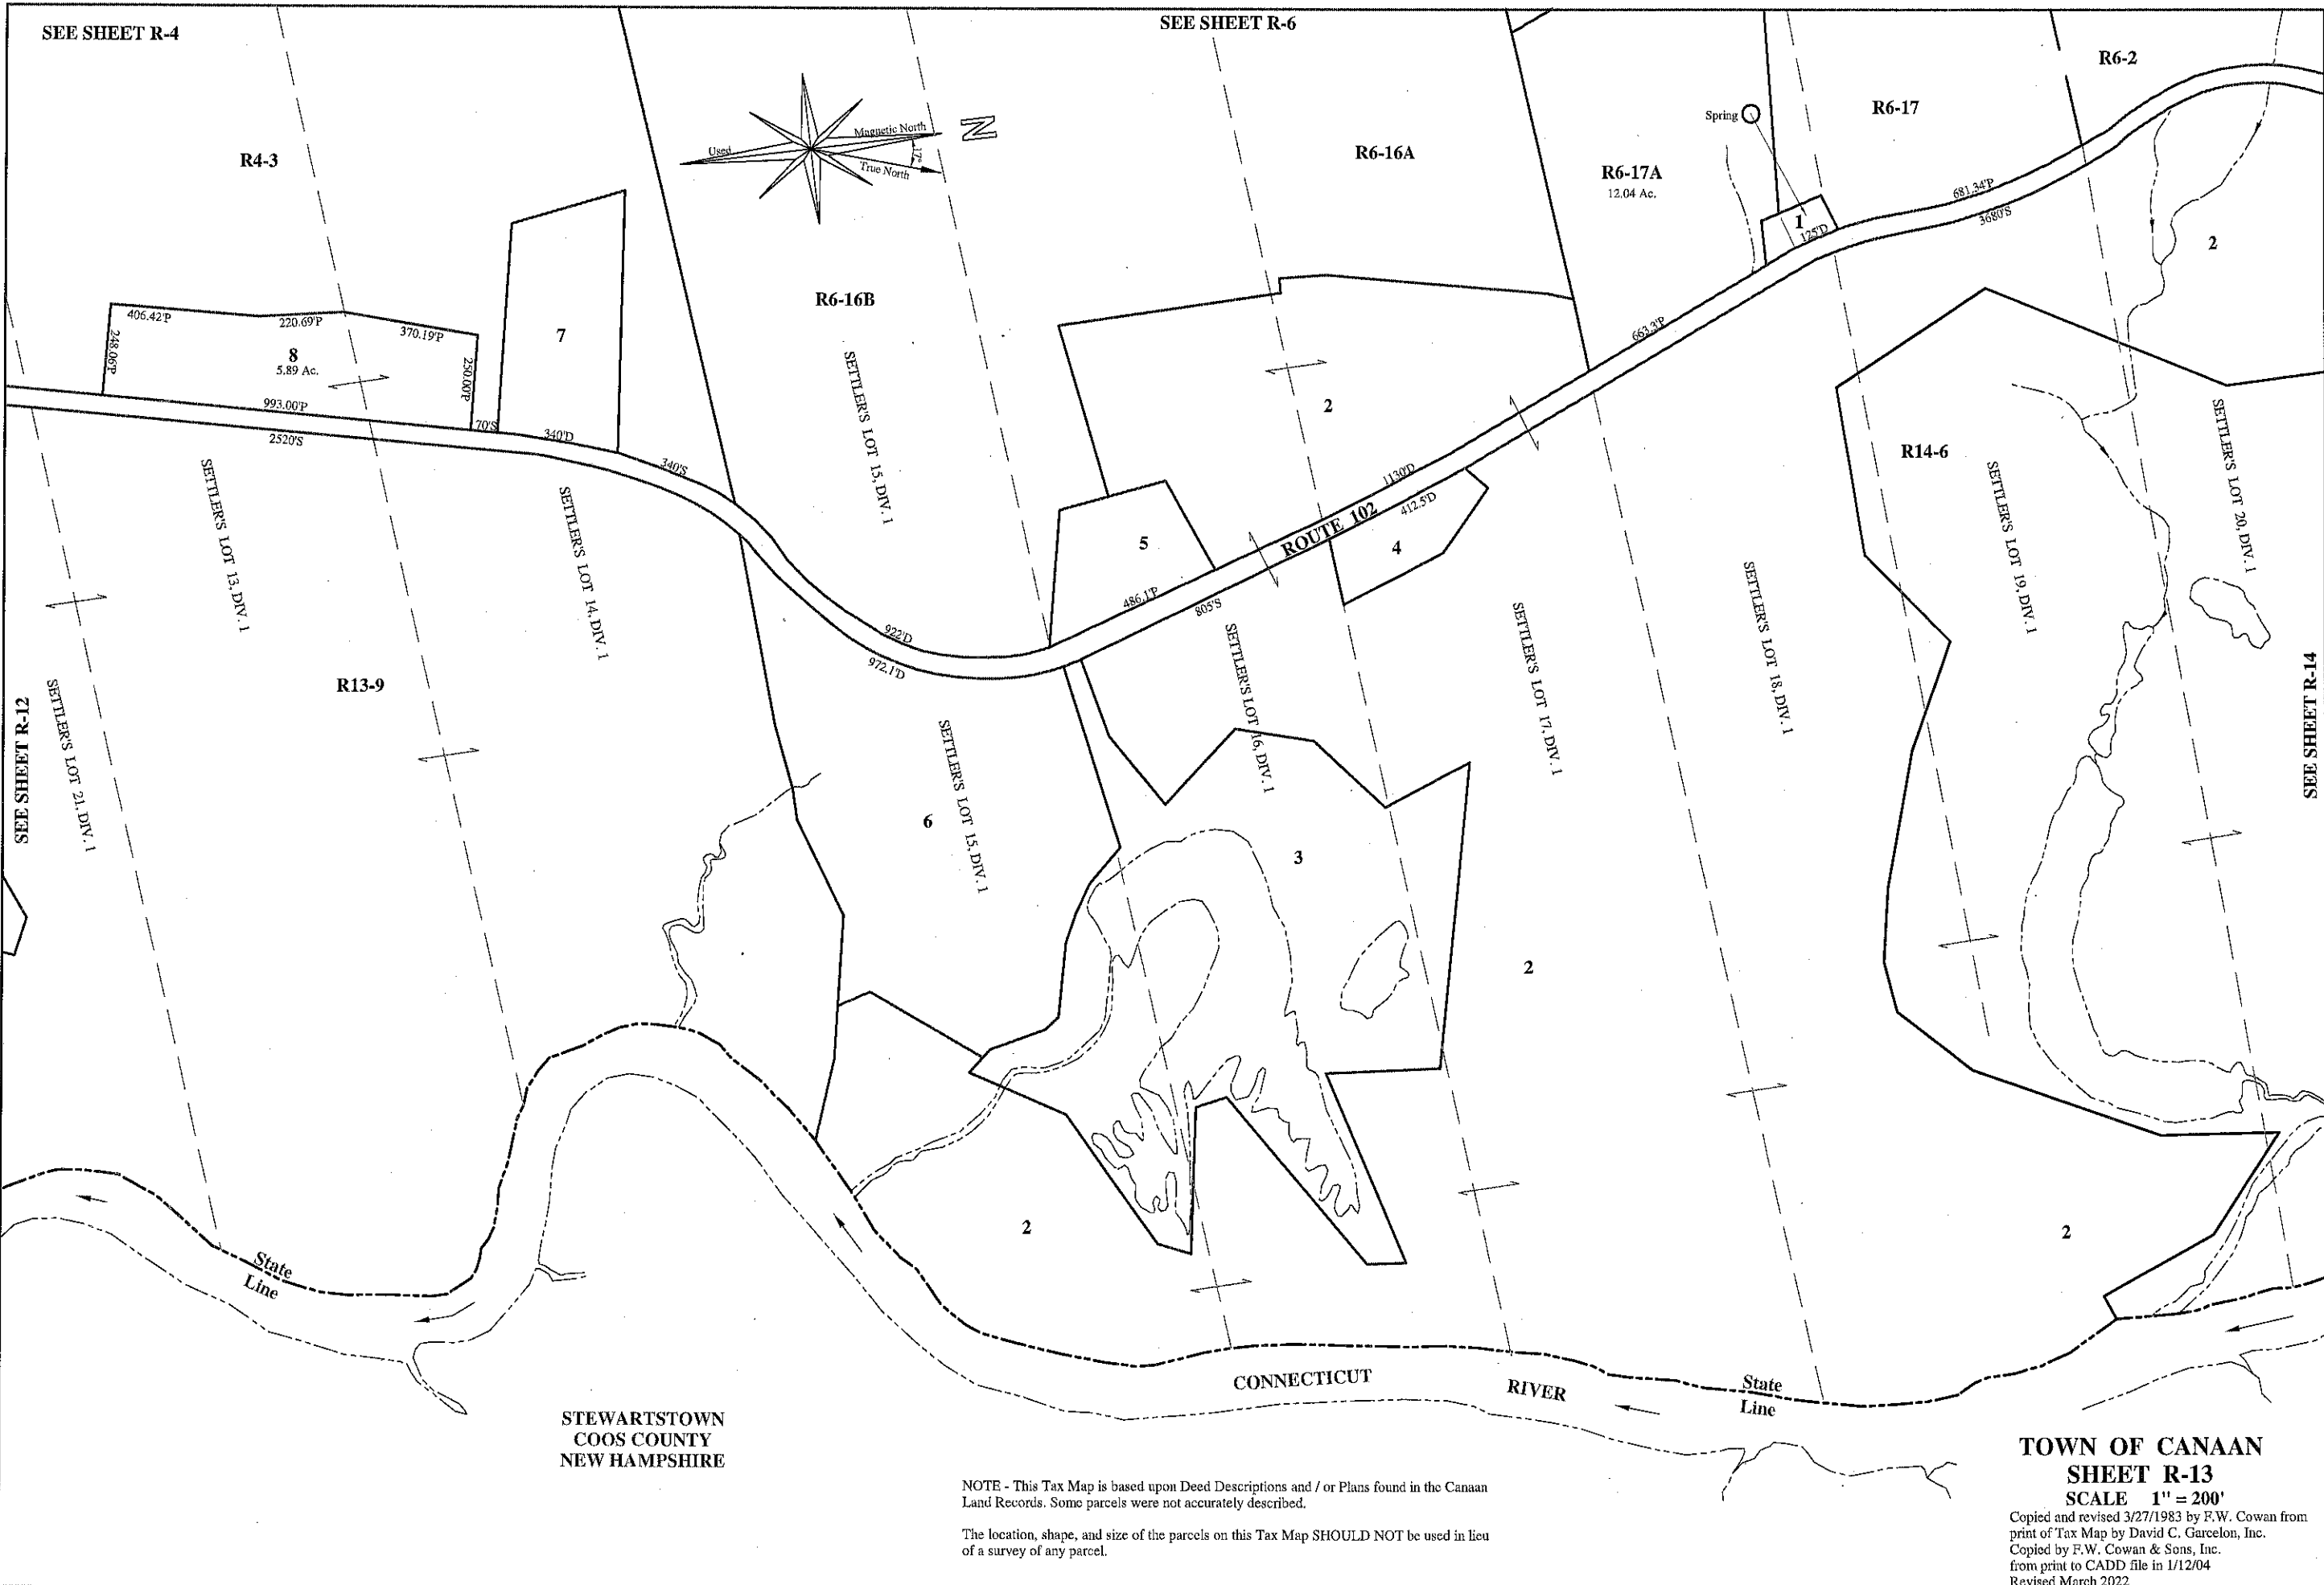 SEE SHEET R-4
SEE SHEET R-6
R6-2
R6-17
Spring
R4-3
Used
Magnetic North
True North
17°
N
R6-16A
R6-17A
12.04 Ac.
681.34'P
3680'S
1
125'D
2
R6-16B
7
406.42'P
220.69'P
370.19'P
248.06'P
8
5.89 Ac.
250.00'P
993.00'P
2520'S
70'S
340'D
340'S
663.3'P
2
SETTLER'S LOT 15, DIV. 1
R14-6
SETTLER'S LOT 13, DIV. 1
SETTLER'S LOT 14, DIV. 1
1130'D
412.5'D
ROUTE 102
5
4
486.1'P
805'S
922'D
972.1'D
SETTLER'S LOT 16, DIV. 1
SETTLER'S LOT 17, DIV. 1
SETTLER'S LOT 18, DIV. 1
SETTLER'S LOT 19, DIV. 1
SETTLER'S LOT 20, DIV. 1
SEE SHEET R-12
SETTLER'S LOT 21, DIV. 1
R13-9
SETTLER'S LOT 15, DIV. 1
6
3
2
SEE SHEET R-14
2
2
State
Line
CONNECTICUT
RIVER
State
Line
STEWARTSTOWN
COOS COUNTY
NEW HAMPSHIRE
NOTE - This Tax Map is based upon Deed Descriptions and / or Plans found in the Canaan
Land Records. Some parcels were not accurately described.
The location, shape, and size of the parcels on this Tax Map SHOULD NOT be used in lieu
of a survey of any parcel.
TOWN OF CANAAN
SHEET R-13
SCALE 1" = 200'
Copied and revised 3/27/1983 by F.W. Cowan from
print of Tax Map by David C. Garcelon, Inc.
Copied by F.W. Cowan & Sons, Inc.
from print to CADD file in 1/12/04
Revised March 2022